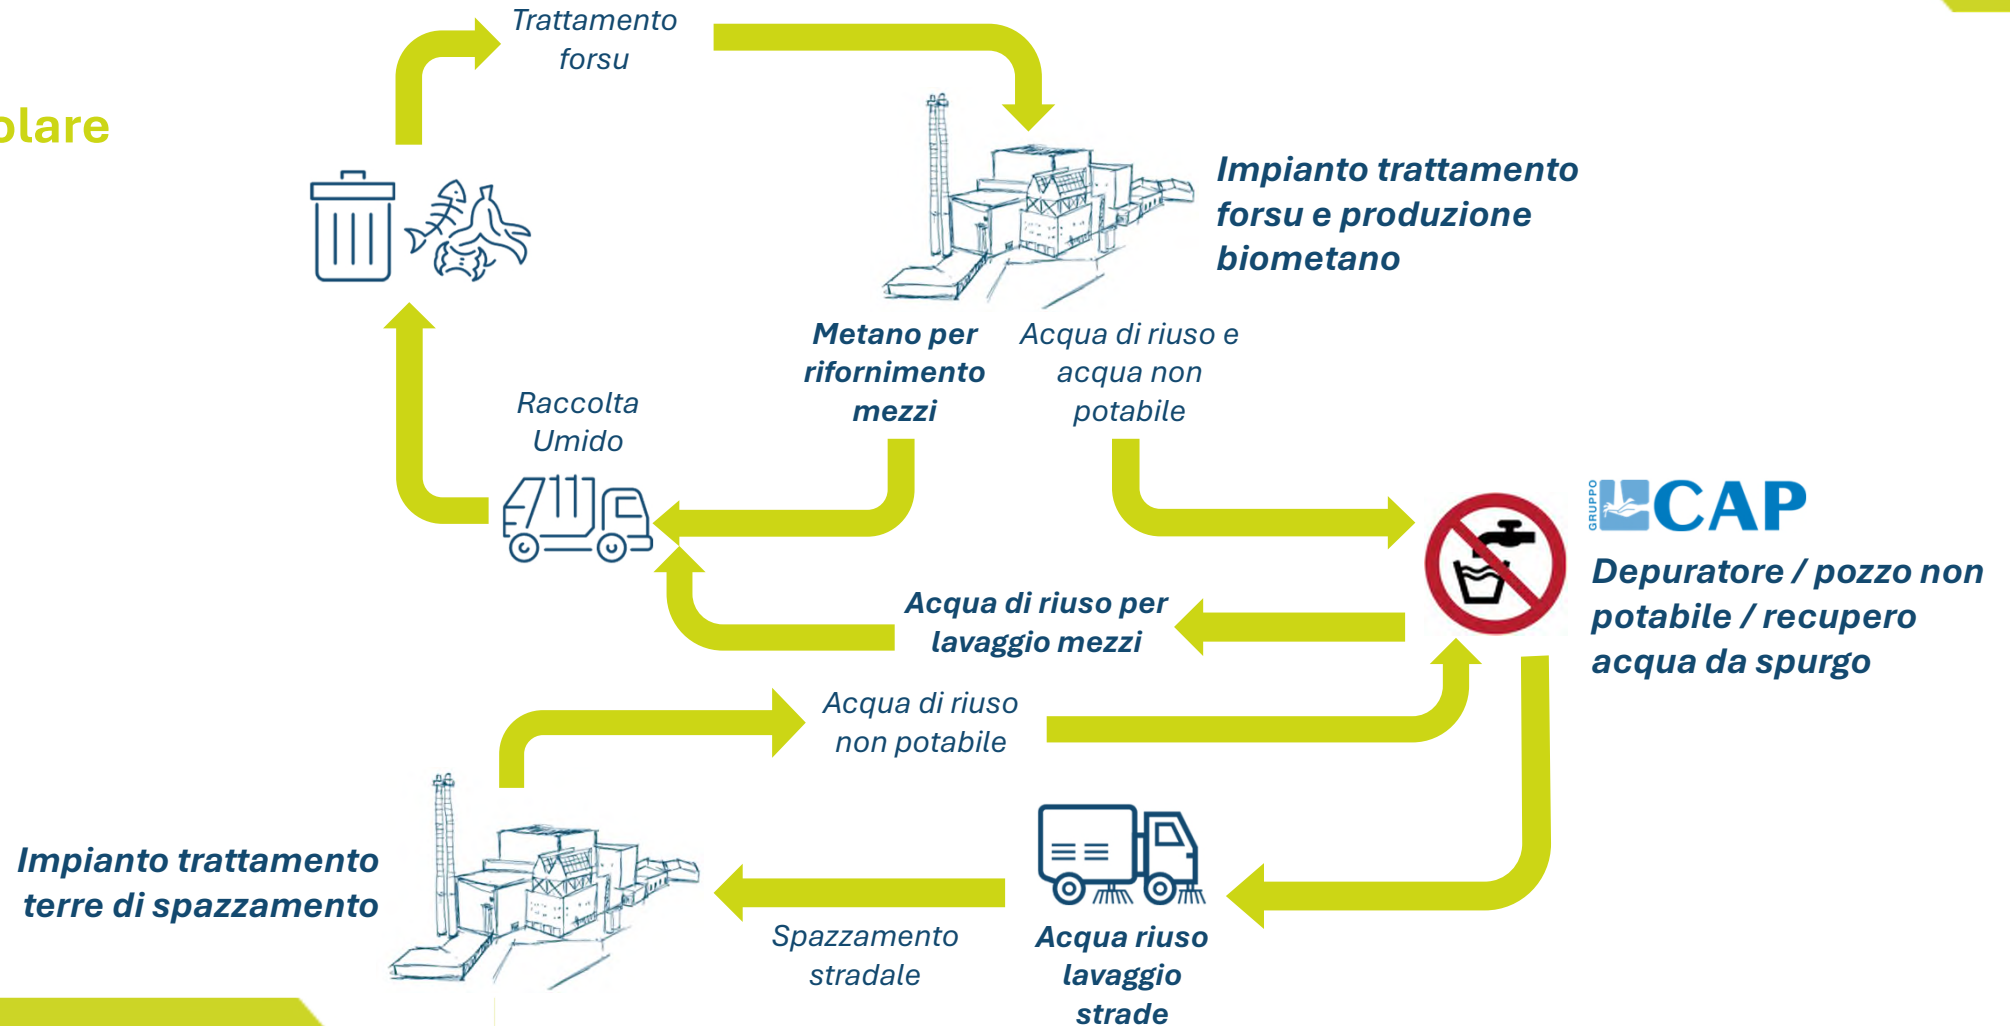 Trattamento
forsu
olare
Impianto trattamento
forsu e produzione
biometano
Metano per
rifornimento
mezzi
Acqua di riuso e
acqua non
potabile
Raccolta
Umido
GRUPPO
CAP
Depuratore / pozzo non
potabile / recupero
acqua da spurgo
Acqua di riuso per
lavaggio mezzi
Acqua di riuso
non potabile
Impianto trattamento
terre di spazzamento
Spazzamento
stradale
Acqua riuso
lavaggio
strade